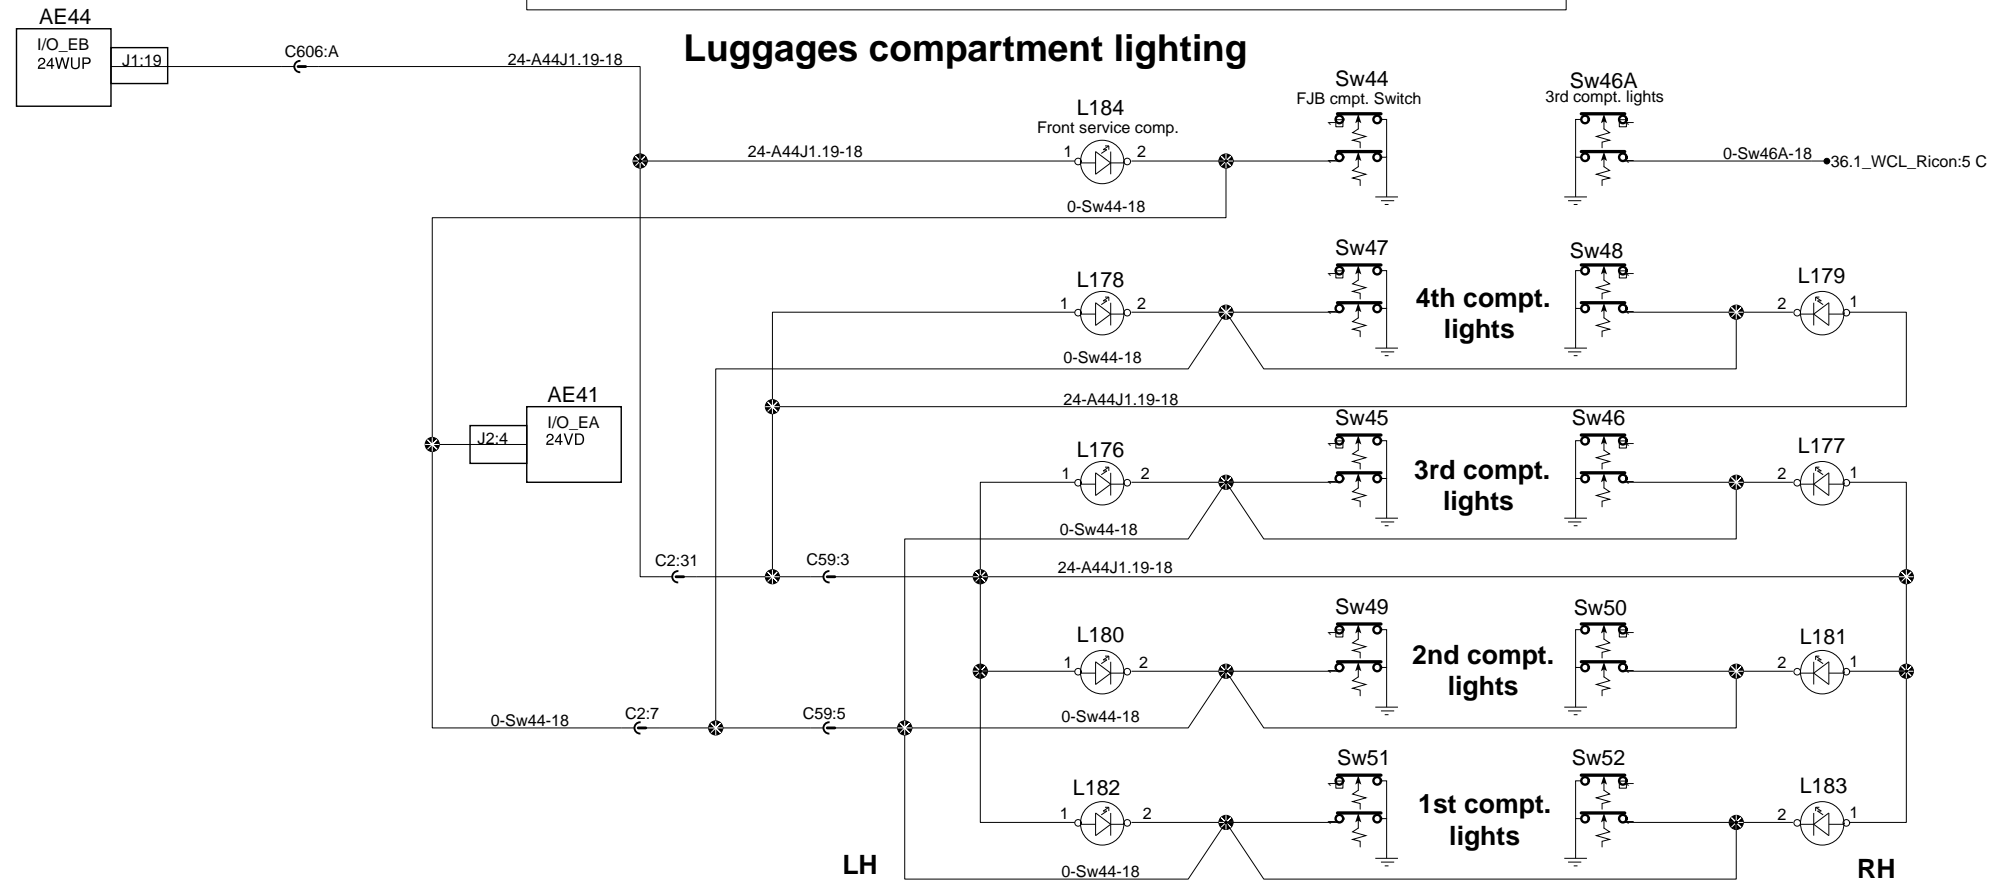 AE44
I/O_EB
24WUP
J1:19
C606:A
24-A44J1.19-18
Luggages compartment lighting
L184
Front service comp.
1
2
24-A44J1.19-18
0-Sw44-18
Sw44
FJB cmpt. Switch
Sw46A
3rd compt. lights
0-Sw46A-18
36.1_WCL_Ricon:5 C
L178
1
2
0-Sw44-18
Sw47
4th compt.
lights
Sw48
L179
2
1
24-A44J1.19-18
AE41
I/O_EA
24VD
J2:4
L176
1
2
0-Sw44-18
Sw45
3rd compt.
lights
Sw46
L177
2
1
C2:31
C59:3
24-A44J1.19-18
L180
1
2
Sw49
2nd compt.
lights
Sw50
L181
2
1
0-Sw44-18
C2:7
C59:5
0-Sw44-18
L182
1
2
Sw51
1st compt.
lights
Sw52
L183
2
1
LH
0-Sw44-18
RH